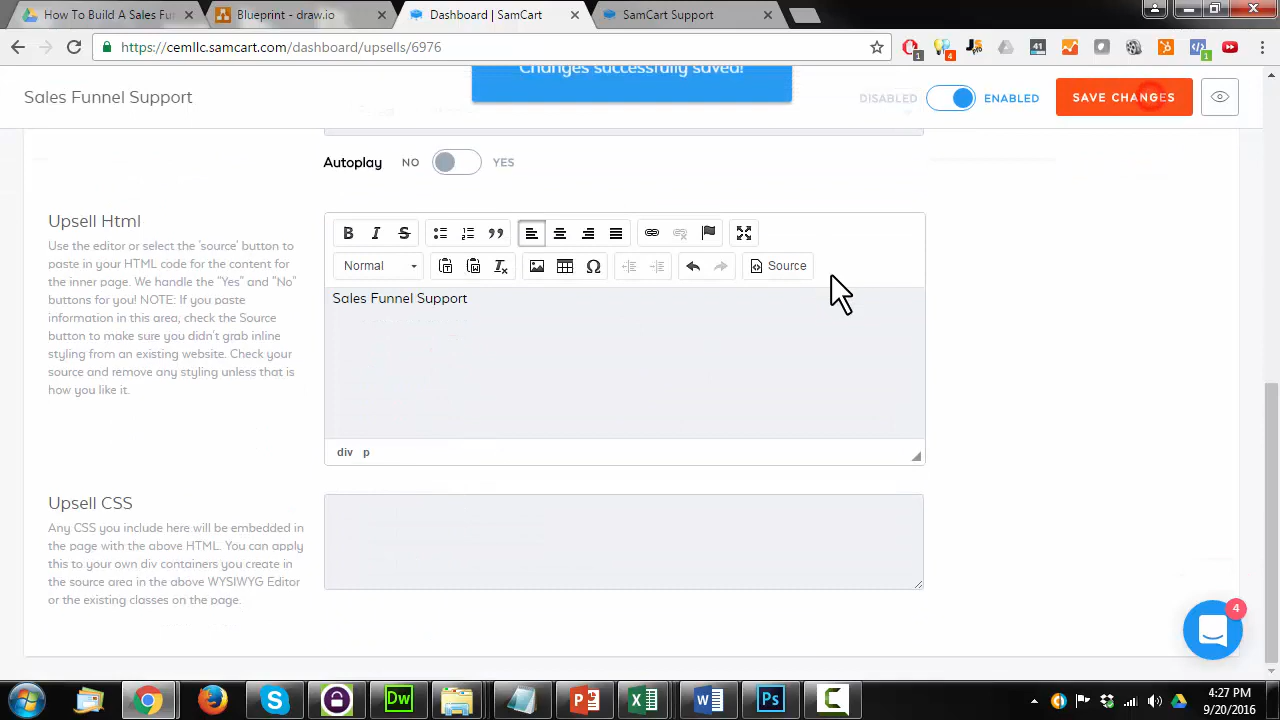 How To Build A Sales Fun
Blueprint - draw.io
Dashboard | SamCart
SamCart Support
https://cemllc.samcart.com/dashboard/upsells/6976
1
4
41
1
Changes successfully saved!
Sales Funnel Support
DISABLED
ENABLED
SAVE CHANGES
Autoplay
NO
YES
Upsell Html
Use the editor or select the 'source' button to
paste in your HTML code for the content for
the inner page. We handle the "Yes" and "No"
buttons for you! NOTE: If you paste
information in this area, check the Source
button to make sure you didn't grab inline
styling from an existing website. Check your
source and remove any styling unless that is
how you like it.
B I S
Normal
Source
Sales Funnel Support
div p
Upsell CSS
Any CSS you include here will be embedded in
the page with the above HTML. You can apply
this to your own div containers you create in
the source area in the above WYSIWYG Editor
or the existing classes on the page.
4
Dw
Ps
4:27 PM
9/20/2016